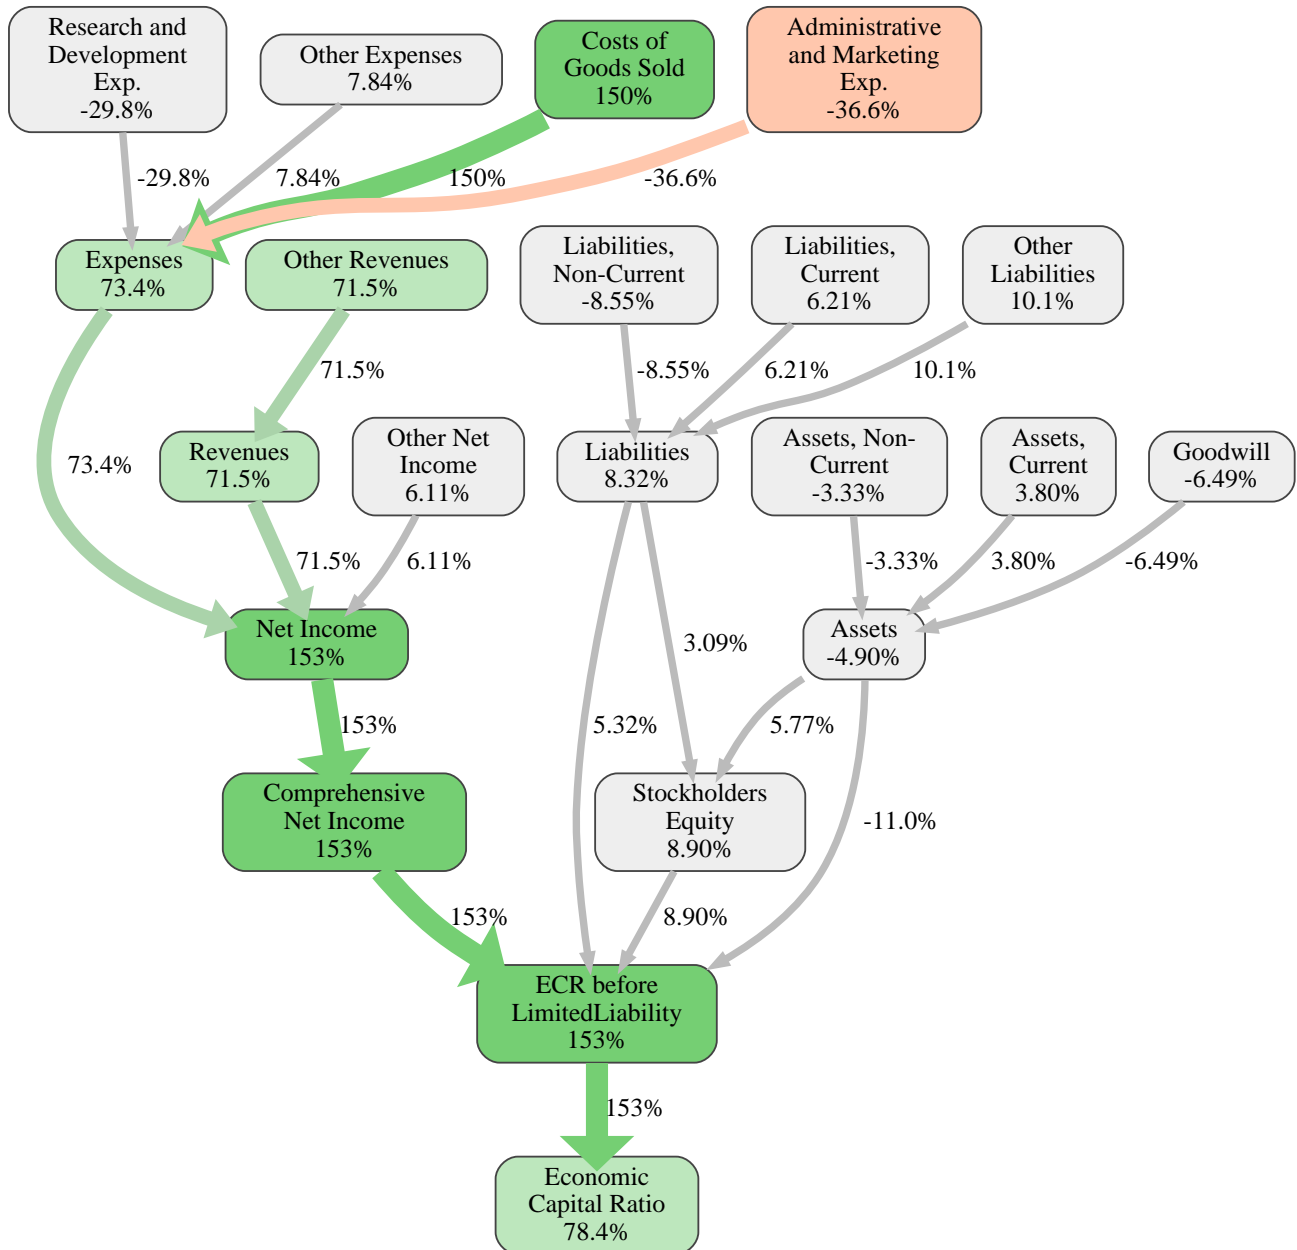 Research and
Development
Exp.
-29.8%
Other Expenses
7.84%
Costs of
Goods Sold
150%
Administrative
and Marketing
Exp.
-36.6%
-29.8%
7.84%
150%
-36.6%
Expenses
73.4%
Other Revenues
71.5%
Liabilities,
Non-Current
-8.55%
Liabilities,
Current
6.21%
Other
Liabilities
10.1%
71.5%
-8.55%
6.21%
10.1%
73.4%
Revenues
71.5%
Other Net
Income
6.11%
Liabilities
8.32%
Assets, Non-
Current
-3.33%
Assets,
Current
3.80%
Goodwill
-6.49%
71.5%
6.11%
-3.33%
3.80%
-6.49%
Net Income
153%
3.09%
Assets
-4.90%
153%
5.32%
5.77%
Comprehensive
Net Income
153%
Stockholders
Equity
8.90%
-11.0%
153%
8.90%
ECR before
LimitedLiability
153%
153%
Economic
Capital Ratio
78.4%